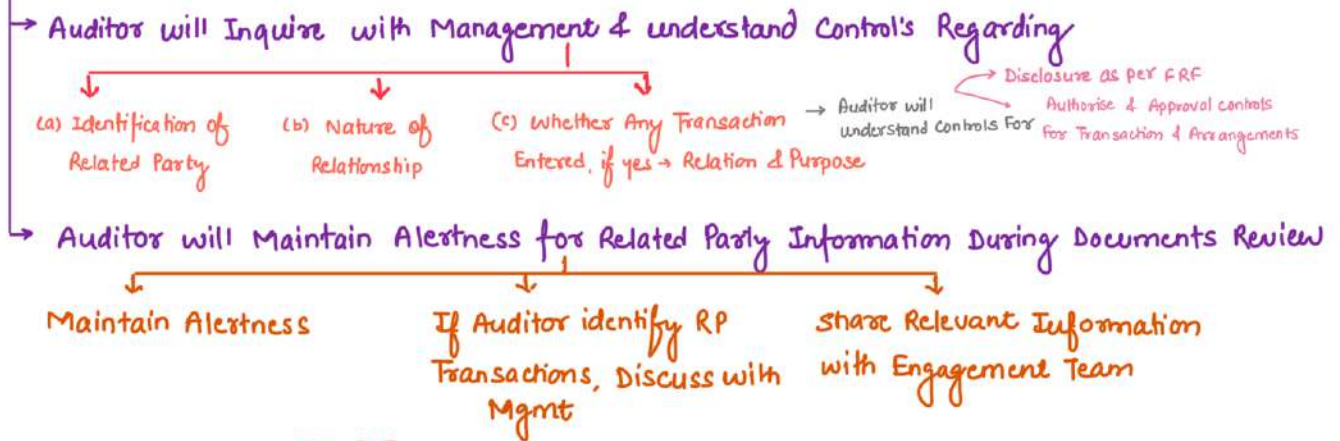 Auditor will Inquire with Management & understand Control's Regarding
(a) Identification of
Related Party
(b) Nature of
Relationship
(c) Whether Any Transaction
Entered, if yes → Relation & Purpose
→ Auditor will
understand Controls For
Disclosure as per FRF
Authorise & Approval controls
For Transaction & Arrangements
Auditor will Maintain Alertness for Related Party Information During Documents Review
Maintain Alertness
If Auditor identify RP
Transactions, Discuss with
Mgmt
Share Relevant Information
with Engagement Team